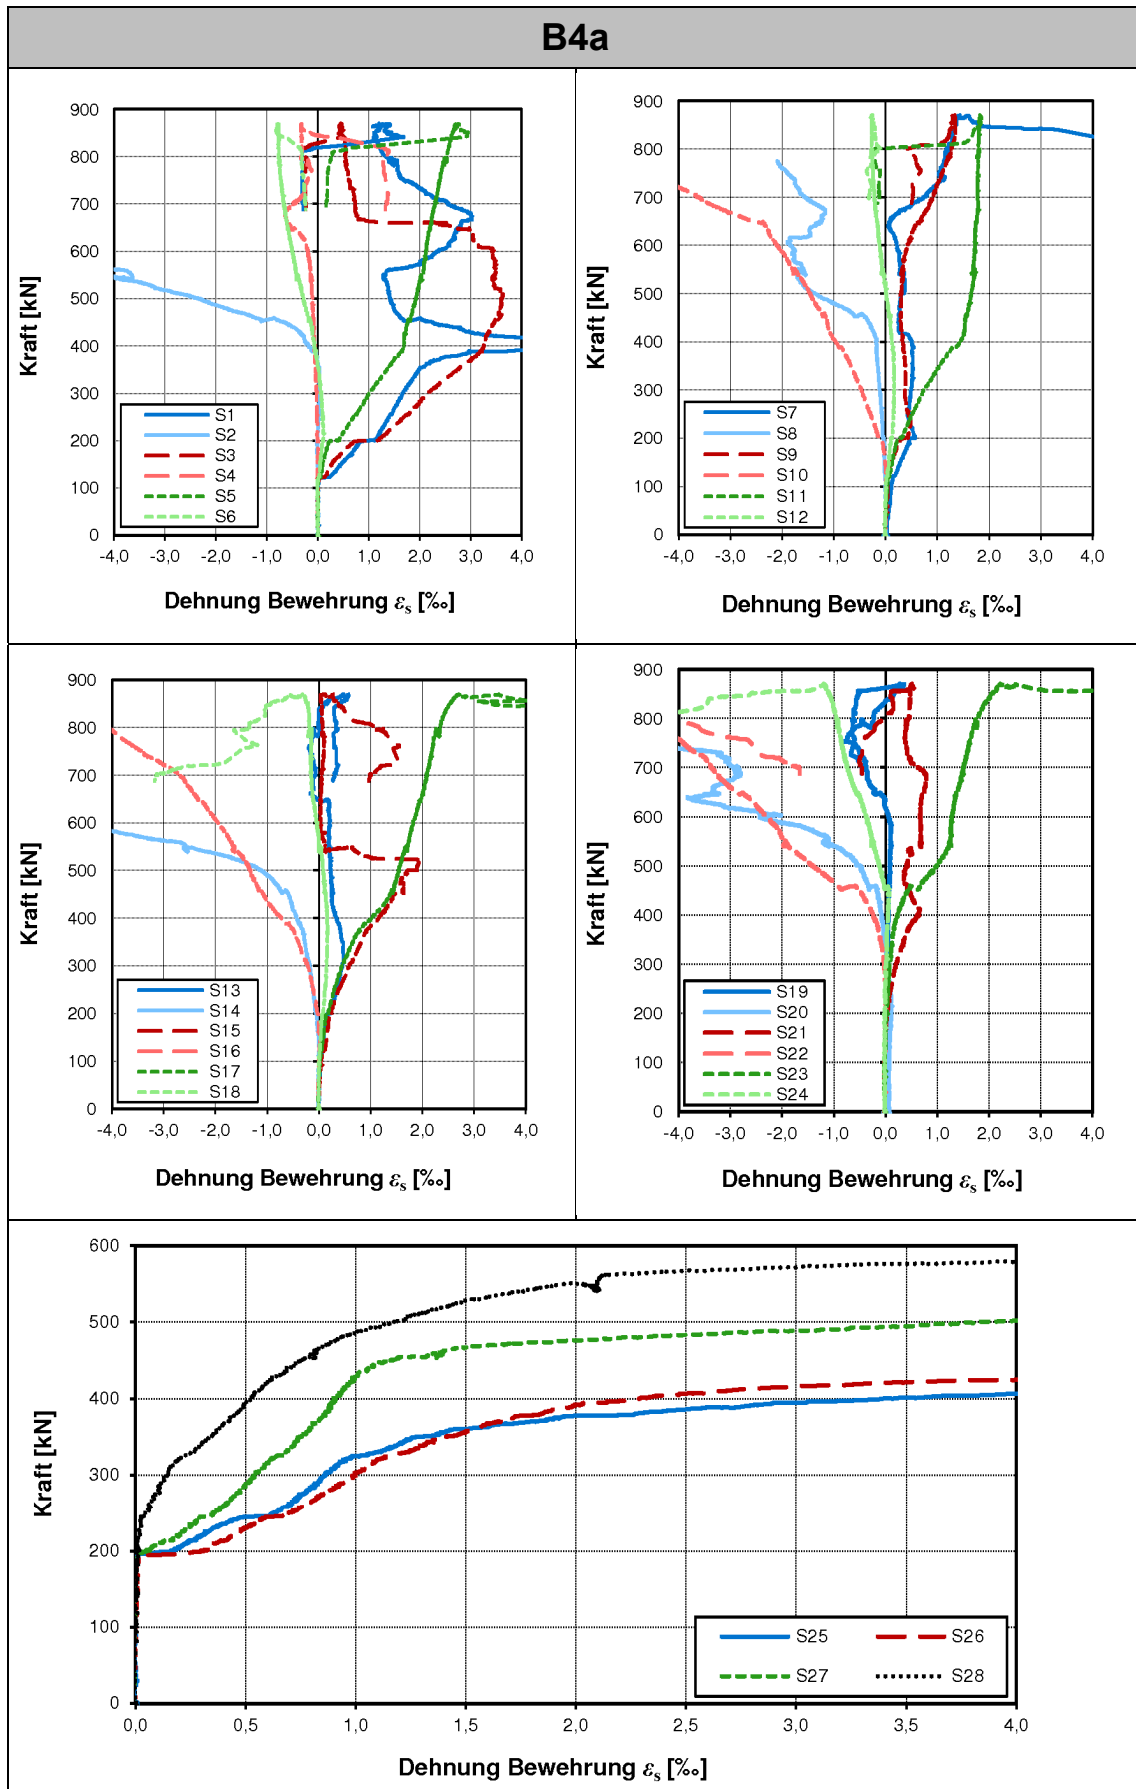 B4a
900
800
700
600
500
400
300
200
100
0
Kraft [kN]
S1
S2
S3
S4
S5
S6
-4,0 -3,0 -2,0 -1,0 0,0 1,0 2,0 3,0 4,0
Dehnung Bewehrung εs [‰]
900
800
700
600
500
400
300
200
100
0
Kraft [kN]
S7
S8
S9
S10
S11
S12
-4,0 -3,0 -2,0 -1,0 0,0 1,0 2,0 3,0 4,0
Dehnung Bewehrung εs [‰]
900
800
700
600
500
400
300
200
100
0
Kraft [kN]
S13
S14
S15
S16
S17
S18
-4,0 -3,0 -2,0 -1,0 0,0 1,0 2,0 3,0 4,0
Dehnung Bewehrung εs [‰]
900
800
700
600
500
400
300
200
100
0
Kraft [kN]
S19
S20
S21
S22
S23
S24
-4,0 -3,0 -2,0 -1,0 0,0 1,0 2,0 3,0 4,0
Dehnung Bewehrung εs [‰]
600
500
400
300
200
100
0
Kraft [kN]
S25 S26
S27 S28
0,0 0,5 1,0 1,5 2,0 2,5 3,0 3,5 4,0
Dehnung Bewehrung εs [‰]